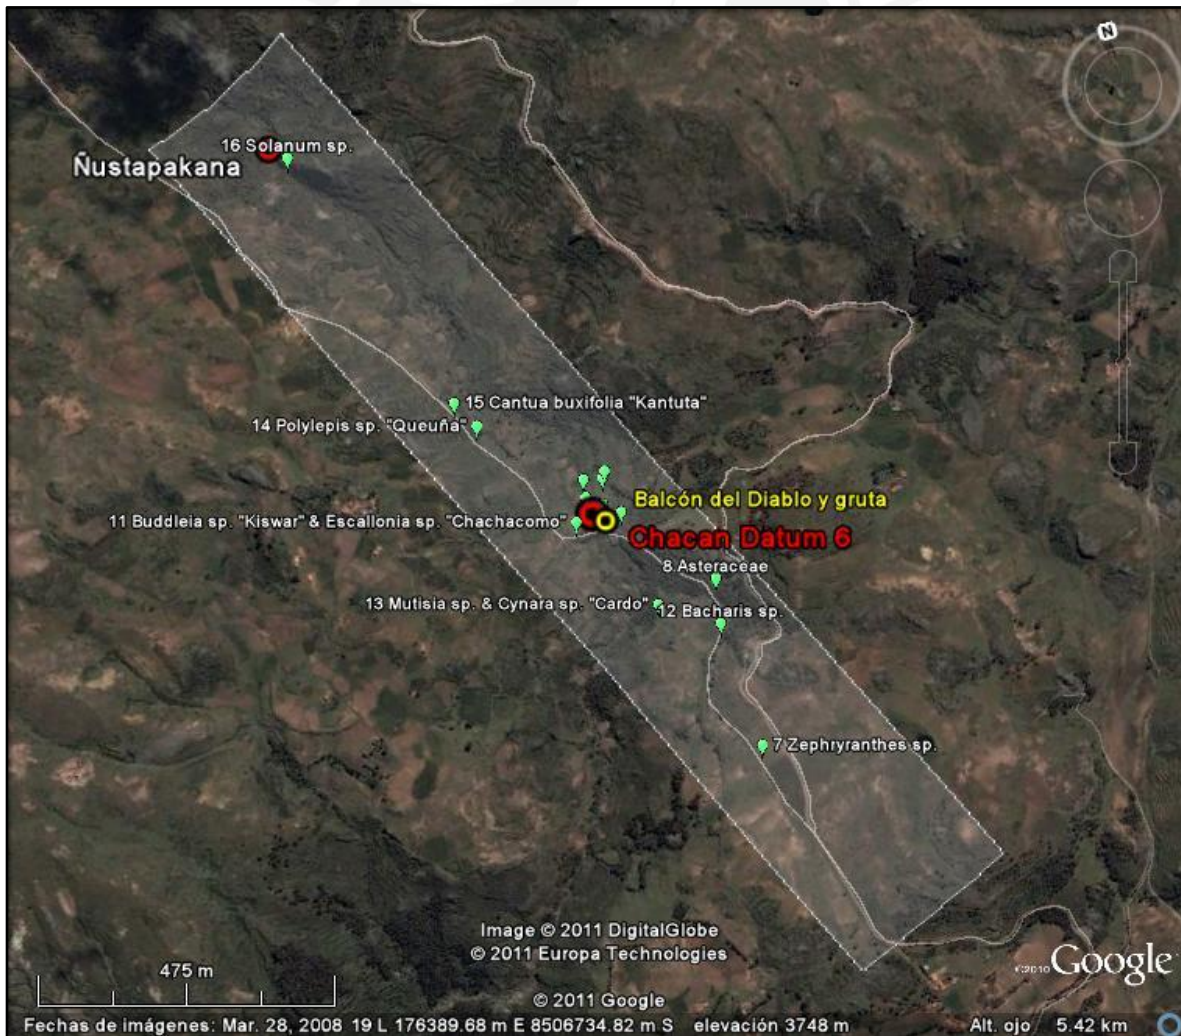 N
16 Solanum sp.
Ñustapakana
15 Cantua buxifolia "Kantuta"
14 Polylepis sp. "Queuña"
Balcón del Diablo y gruta
11 Buddleia sp. "Kiswar" & Escallonia sp. "Chachacomo"
Chacan Datum 6
8 Asteraceae
13 Mutisia sp. & Cynara sp. "Cardo"
12 Bacharis sp.
7 Zephryranthes sp.
Image © 2011 DigitalGlobe
© 2011 Europa Technologies
475 m
©2010 Google
© 2011 Google
Fechas de imágenes: Mar. 28, 2008 19 L 176389.68 m E 8506734.82 m S elevación 3748 m Alt. ojo 5.42 km